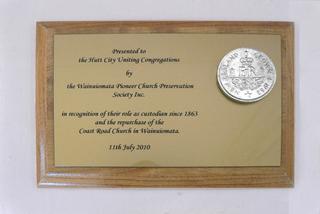 Presented to
the Hutt City Uniting Congregations
by
the Wainuiomata Pioneer Church Preservation
Society Inc.
in recognition of their role as custodian since 1863
and the repurchase of the
Coast Road Church in Wainuiomata.
11th July 2010